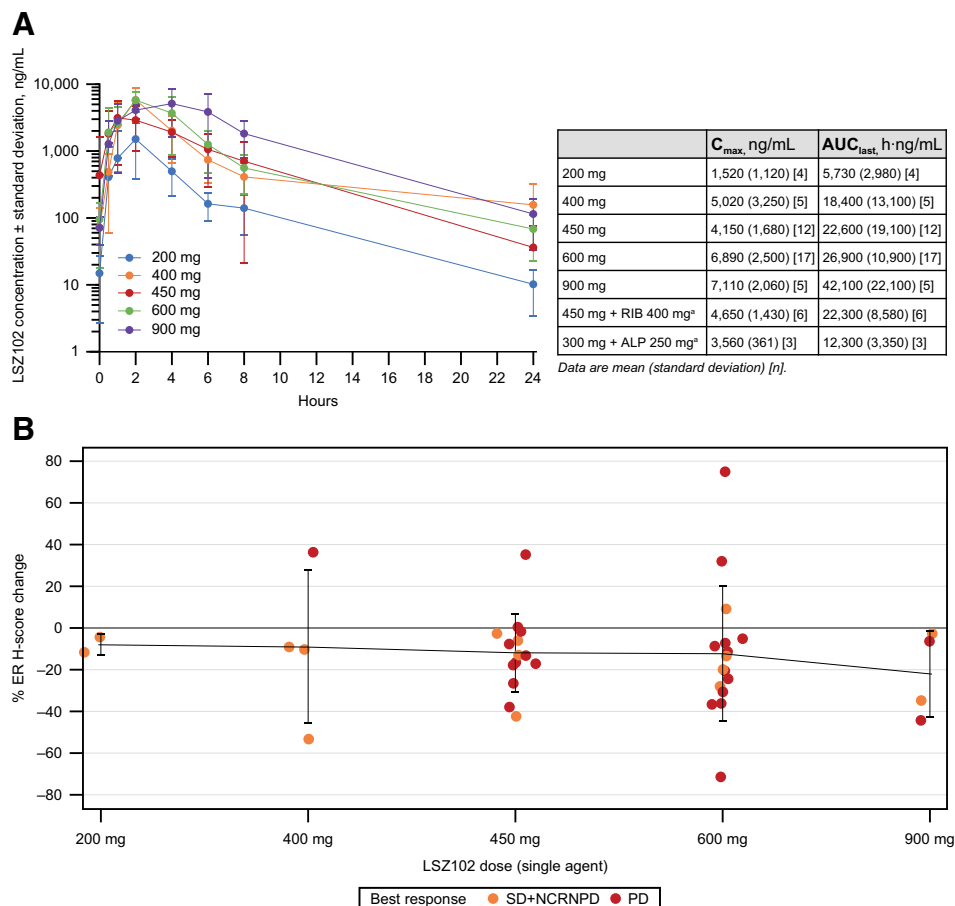 A
LSZ102 concentration ± standard deviation, ng/mL
10,000
1,000
100
10
1
200 mg
400 mg
450 mg
600 mg
900 mg
0 2 4 6 8 10 12 14 16 18 20 22 24
Hours
Cmax, ng/mL AUClast, h·ng/mL
200 mg 1,520 (1,120) [4] 5,730 (2,980) [4]
400 mg 5,020 (3,250) [5] 18,400 (13,100) [5]
450 mg 4,150 (1,680) [12] 22,600 (19,100) [12]
600 mg 6,890 (2,500) [17] 26,900 (10,900) [17]
900 mg 7,110 (2,060) [5] 42,100 (22,100) [5]
450 mg + RIB 400 mgª 4,650 (1,430) [6] 22,300 (8,580) [6]
300 mg + ALP 250 mgª 3,560 (361) [3] 12,300 (3,350) [3]
Data are mean (standard deviation) [n].
B
% ER H-score change
80
60
40
20
0
–20
–40
–60
–80
200 mg 400 mg 450 mg 600 mg 900 mg
LSZ102 dose (single agent)
Best response SD+NCRNPD PD